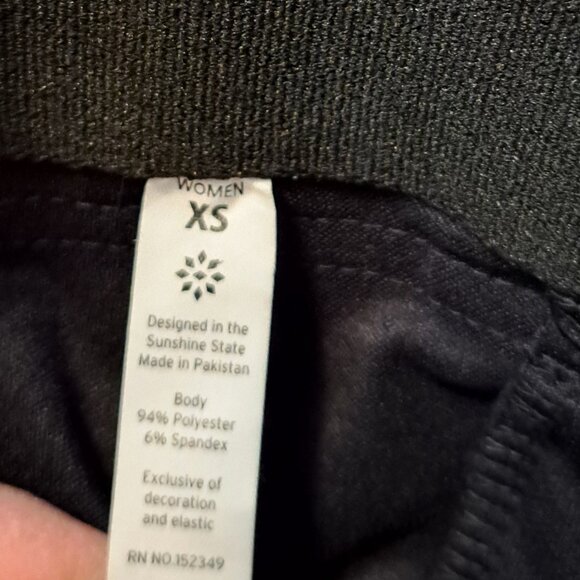 WOMEN
XS
Designed in the
Sunshine State
Made in Pakistan
Body
94% Polyester
6% Spandex
Exclusive of
decoration
and elastic
RN NO.152349